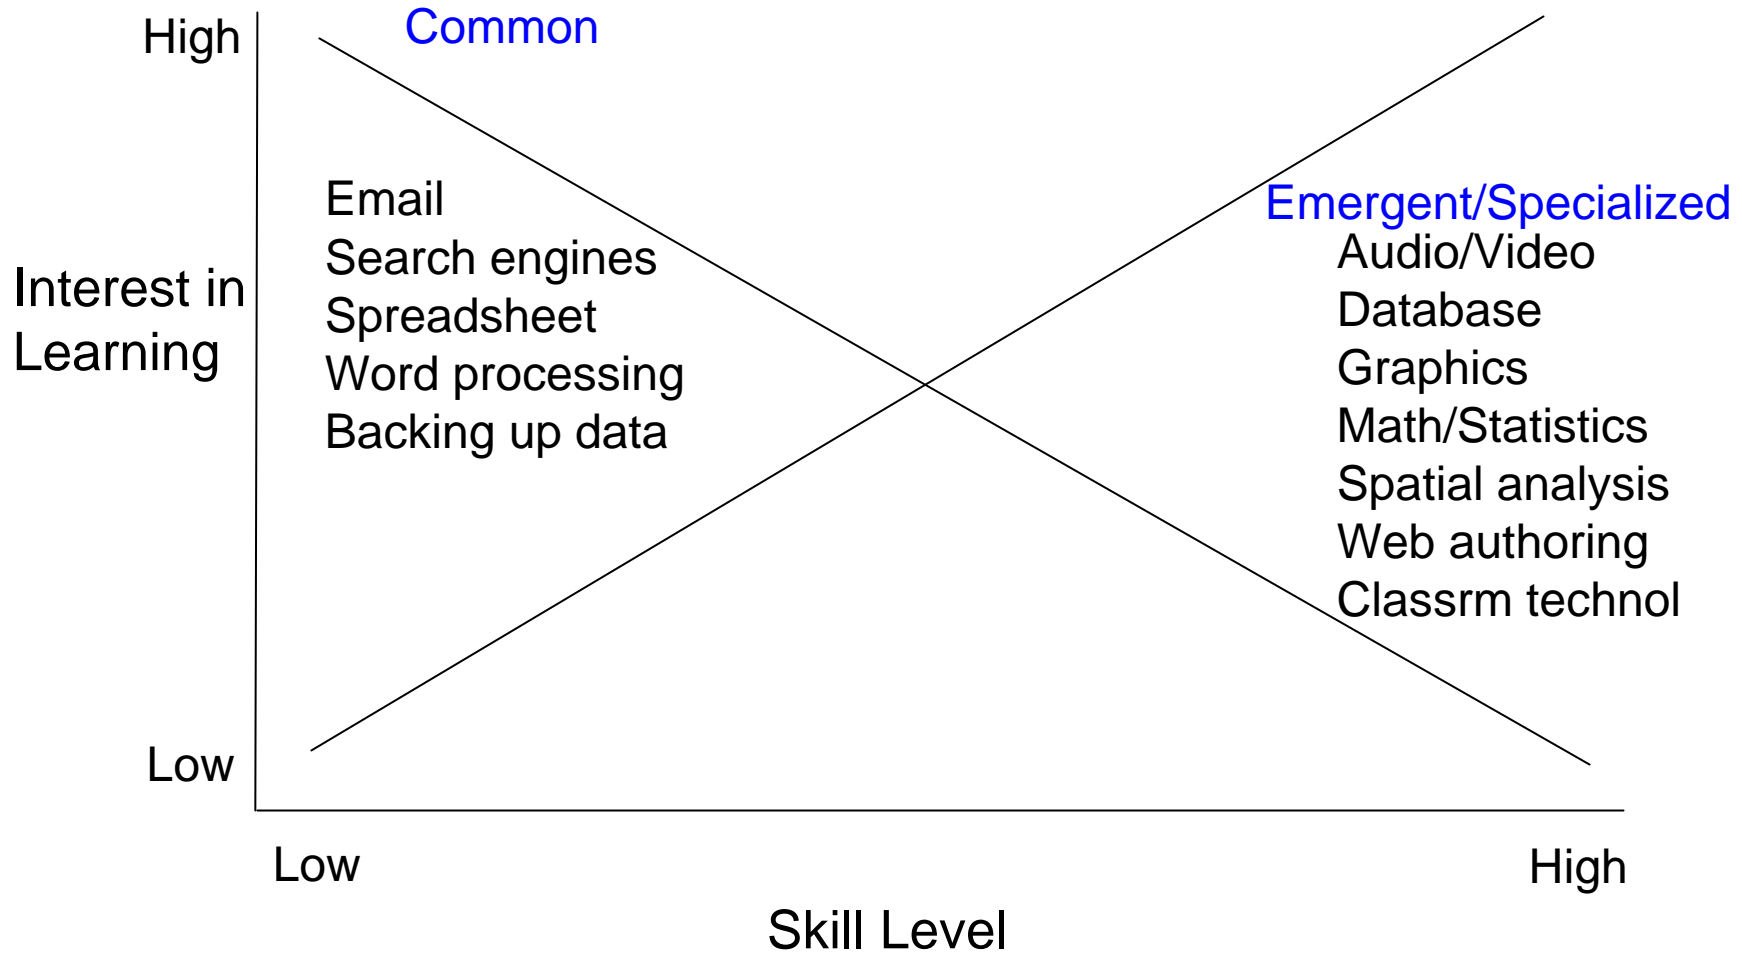 High
Common
Email
Search engines
Spreadsheet
Word processing
Backing up data
Interest in
Learning
Emergent/Specialized
Audio/Video
Database
Graphics
Math/Statistics
Spatial analysis
Web authoring
Classrm technol
Low
Low
High
Skill Level